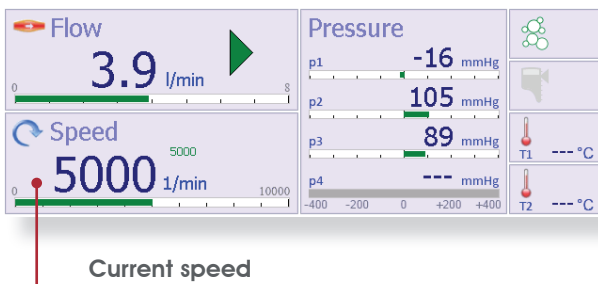 Flow
3.9 l/min
0 8
Speed
5000
5000 1/min
0 10000
Pressure
p1 -16 mmHg
p2 105 mmHg
p3 89 mmHg
p4 --- mmHg
-400 -200 0 +200 +400
T1 --- °C
T2 --- °C
Current speed